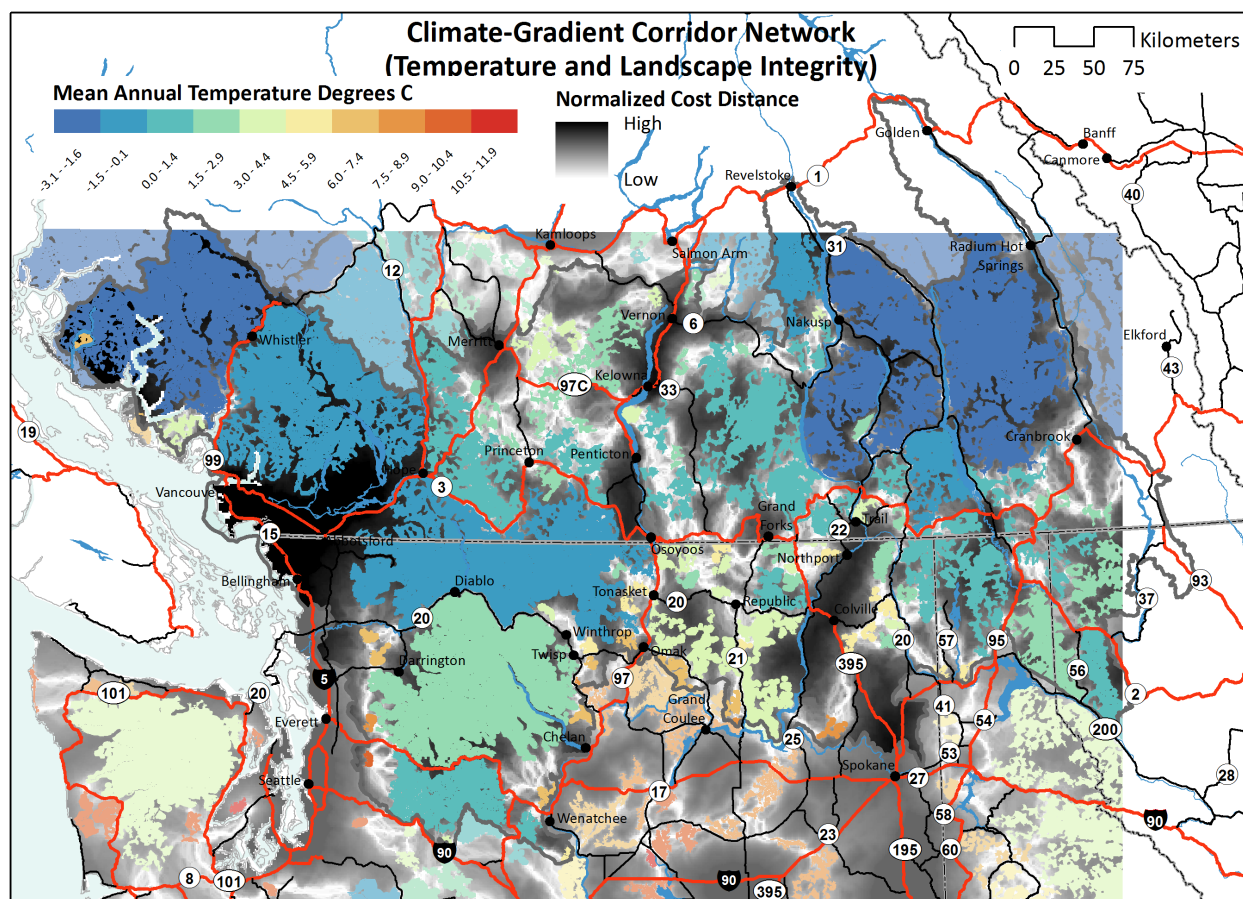 Climate-Gradient Corridor Network
(Temperature and Landscape Integrity)
Kilometers
0 25 50 75
Mean Annual Temperature Degrees C
-3.1 - -1.6
-1.5 - -0.1
0.0 - 1.4
1.5 - 2.9
3.0 - 4.4
4.5 - 5.9
6.0 - 7.4
7.5 - 8.9
9.0 - 10.4
10.5 - 11.9
Normalized Cost Distance
High
Low
Golden
Banff
Canmore
Revelstoke
1
40
Kamloops
Salmon Arm
31
Radium Hot
Springs
12
Vernon
6
Nakusp
Whistler
Merritt
Elkford
43
Kelowna
97C
33
19
99
Princeton
Penticton
Cranbrook
Hope
3
Vancouve
Grand
Forks
22
Trail
15
Abbotsford
Osoyoos
Northport
Bellingham
Diablo
Tonasket
20
Republic
Colville
93
37
20
Winthrop
Twisp
Omak
21
395
20
57
95
Darrington
97
56
101
20
5
Grand
Coulee
41
54
2
200
Everett
Chelan
25
53
Seattle
Spokane
27
28
17
58
90
Wenatchee
23
195
60
90
8
101
90
395